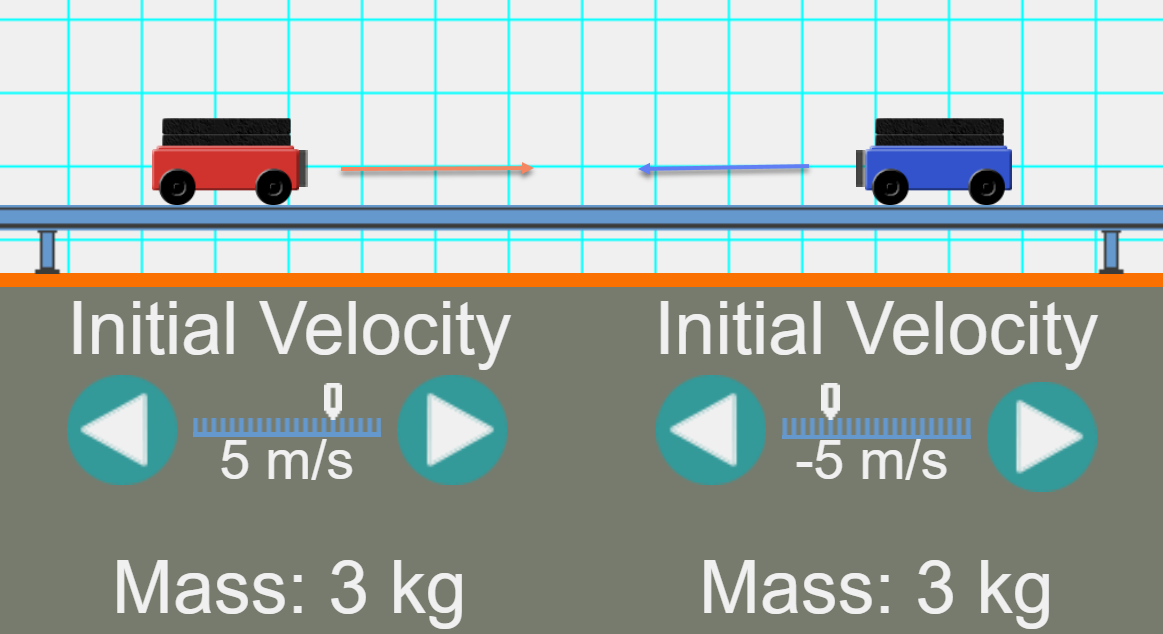 Initial Velocity
5 m/s
Mass: 3 kg
Initial Velocity
-5 m/s
Mass: 3 kg